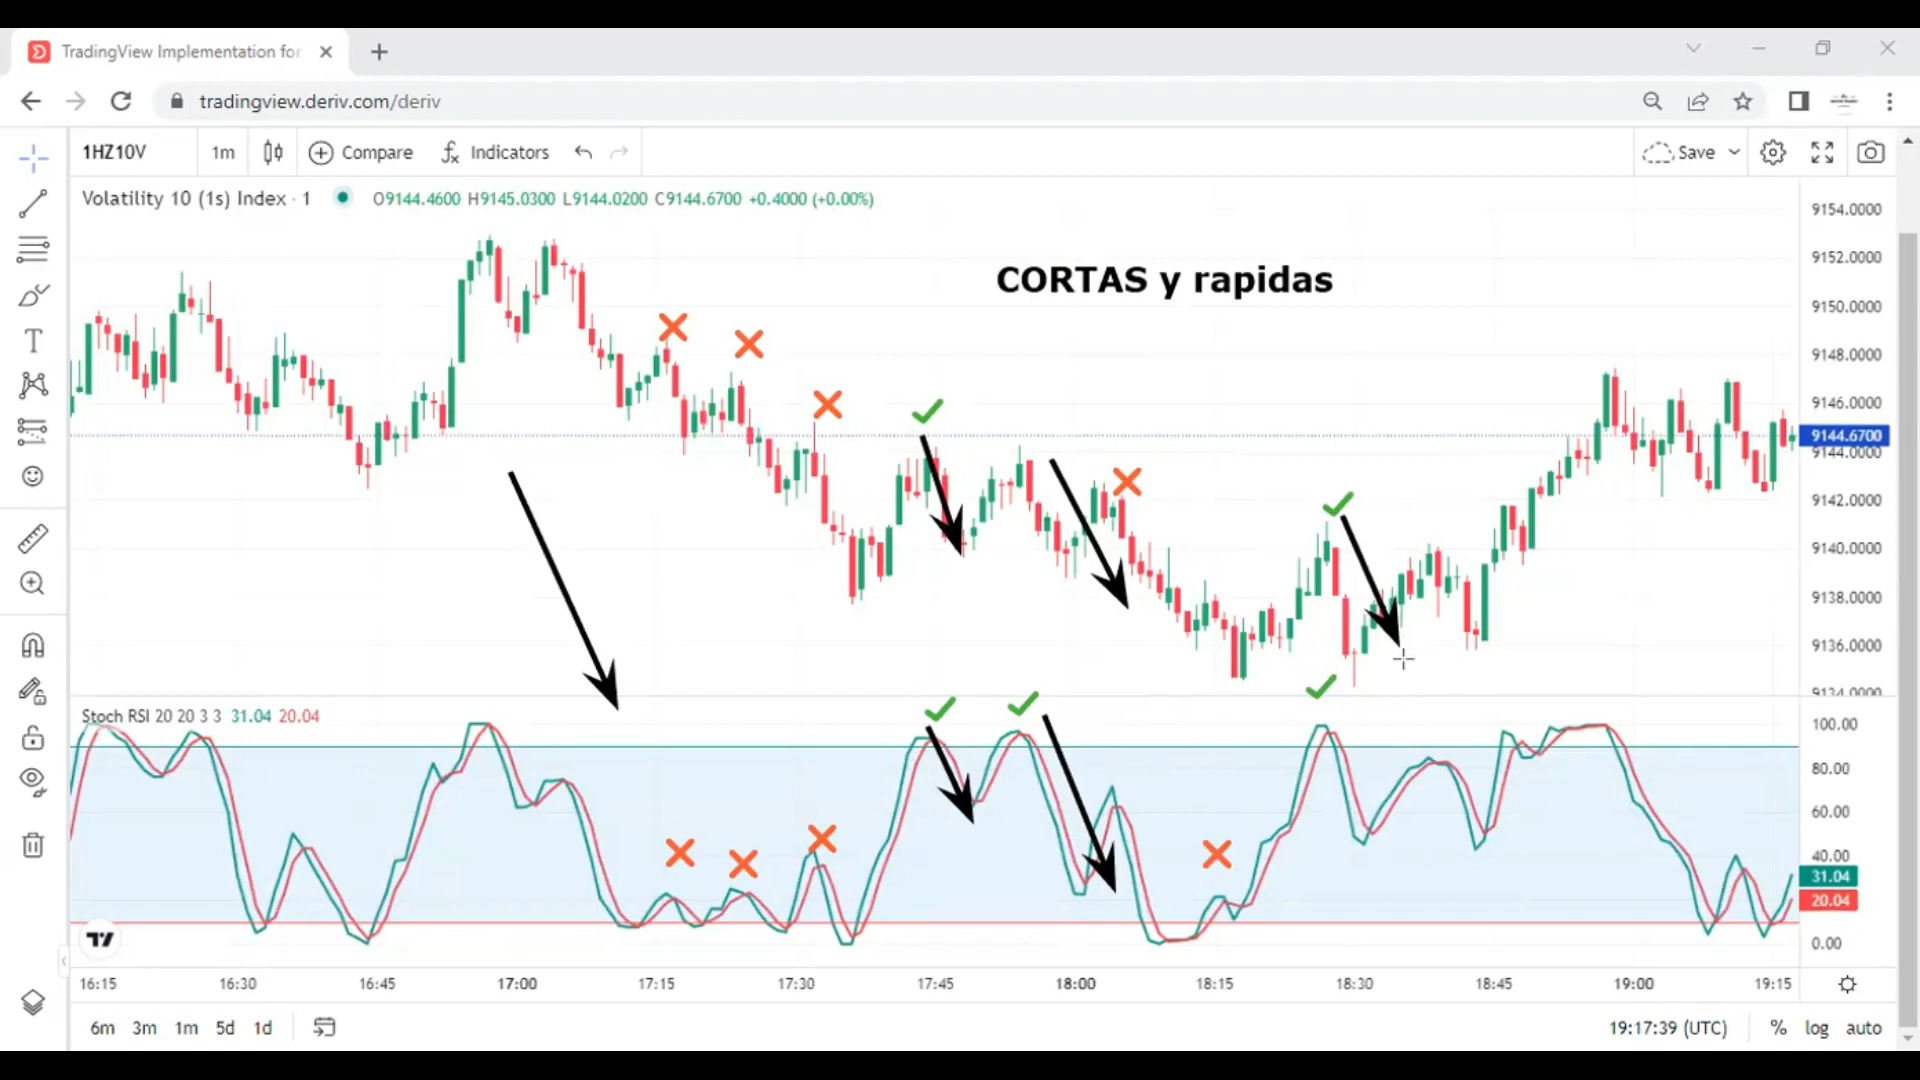 TradingView Implementation for
tradingview.deriv.com/deriv
1HZ10V 1m Compare Indicators Save
Volatility 10 (1s) Index · 1 O9144.4600 H9145.0300 L9144.0200 C9144.6700 +0.4000 (+0.00%)
9154.0000
9152.0000
CORTAS y rapidas
9150.0000
9148.0000
9146.0000
9144.6700
9144.0000
9142.0000
9140.0000
9138.0000
9136.0000
9134.0000
Stoch RSI 20 20 3 3 31.04 20.04
100.00
80.00
60.00
40.00
31.04
20.04
0.00
16:15 16:30 16:45 17:00 17:15 17:30 17:45 18:00 18:15 18:30 18:45 19:00 19:15
6m 3m 1m 5d 1d 19:17:39 (UTC) % log auto